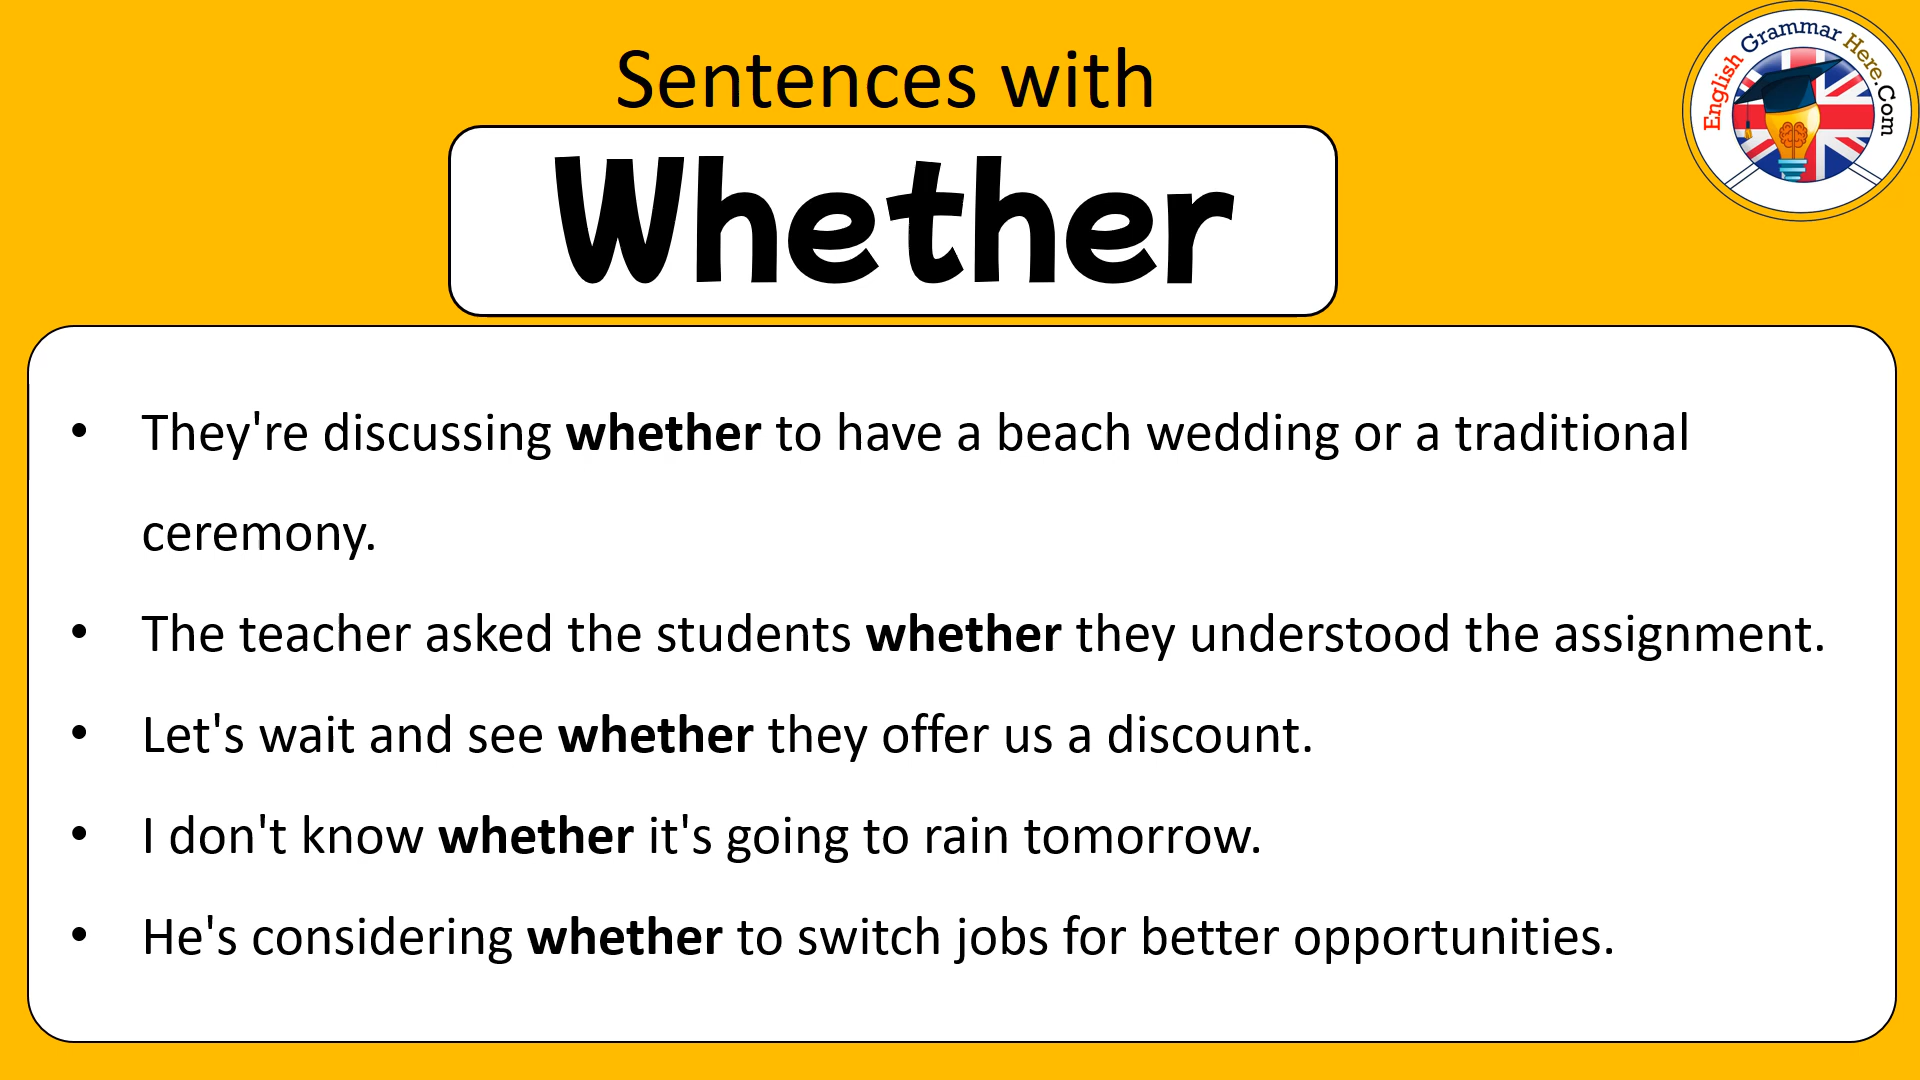 Sentences with
Whether
English Grammar Here.Com
• They're discussing whether to have a beach wedding or a traditional
ceremony.
• The teacher asked the students whether they understood the assignment.
• Let's wait and see whether they offer us a discount.
• I don't know whether it's going to rain tomorrow.
• He's considering whether to switch jobs for better opportunities.